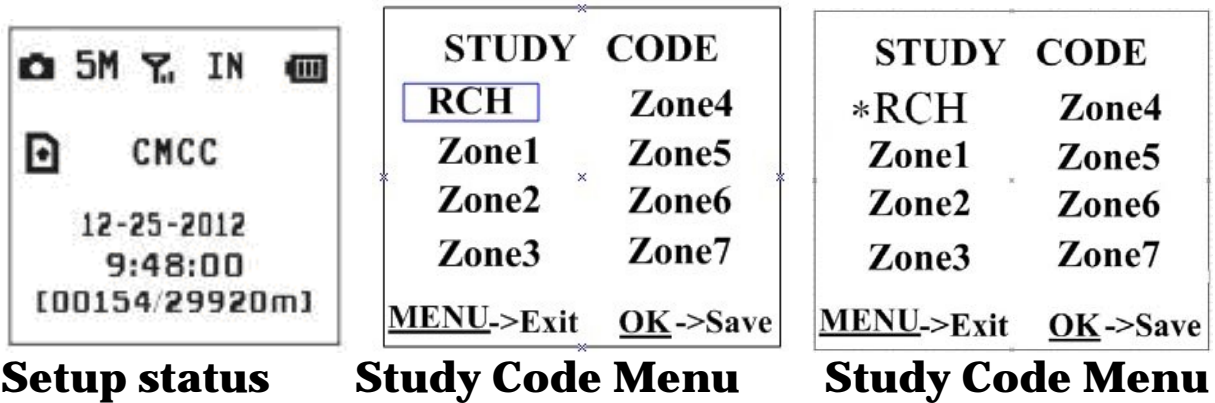 5M IN
CMCC
12-25-2012
9:48:00
[00154/29920m]
Setup status
STUDY CODE
RCH Zone4
Zone1 Zone5
Zone2 Zone6
Zone3 Zone7
MENU->Exit OK->Save
Study Code Menu
STUDY CODE
*RCH Zone4
Zone1 Zone5
Zone2 Zone6
Zone3 Zone7
MENU->Exit OK->Save
Study Code Menu